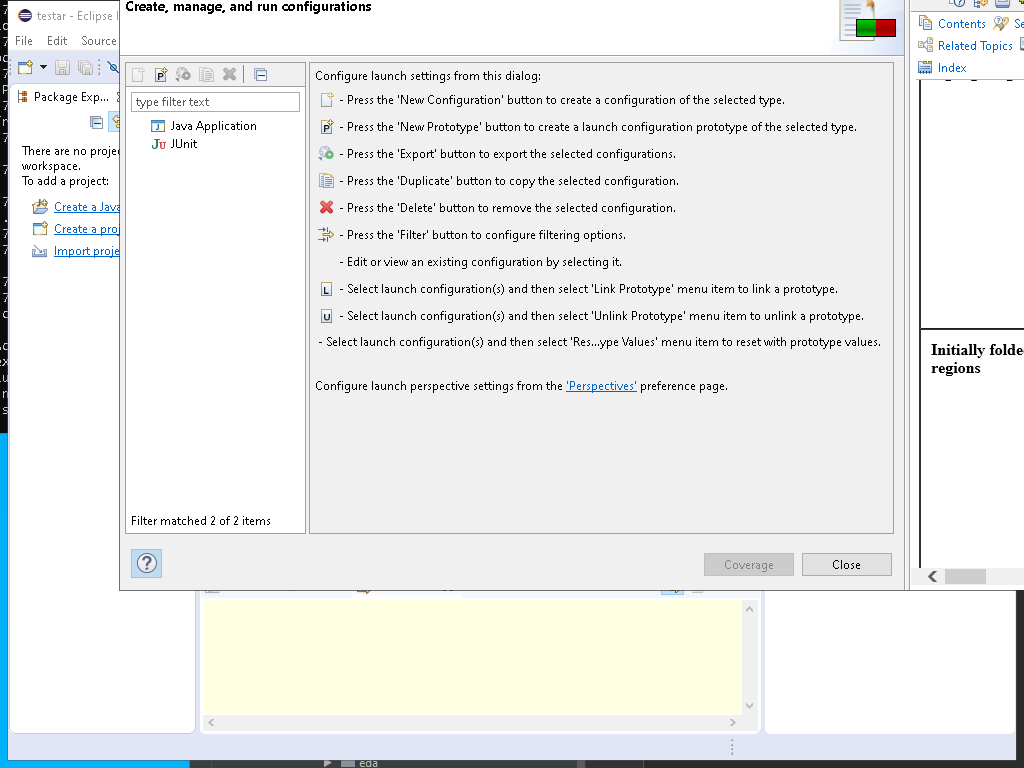 Create, manage, and run configurations
testar - Eclipse I
File Edit Source
Package Exp...
There are no proje
workspace.
To add a project:
Create a Java
Create a proj
Import proje
type filter text
Java Application
JUnit
Filter matched 2 of 2 items
Configure launch settings from this dialog:
- Press the 'New Configuration' button to create a configuration of the selected type.
- Press the 'New Prototype' button to create a launch configuration prototype of the selected type.
- Press the 'Export' button to export the selected configurations.
- Press the 'Duplicate' button to copy the selected configuration.
- Press the 'Delete' button to remove the selected configuration.
- Press the 'Filter' button to configure filtering options.
- Edit or view an existing configuration by selecting it.
- Select launch configuration(s) and then select 'Link Prototype' menu item to link a prototype.
- Select launch configuration(s) and then select 'Unlink Prototype' menu item to unlink a prototype.
- Select launch configuration(s) and then select 'Res...ype Values' menu item to reset with prototype values.
Configure launch perspective settings from the 'Perspectives' preference page.
Coverage Close
Contents Se
Related Topics
Index
Initially folde
regions
eda